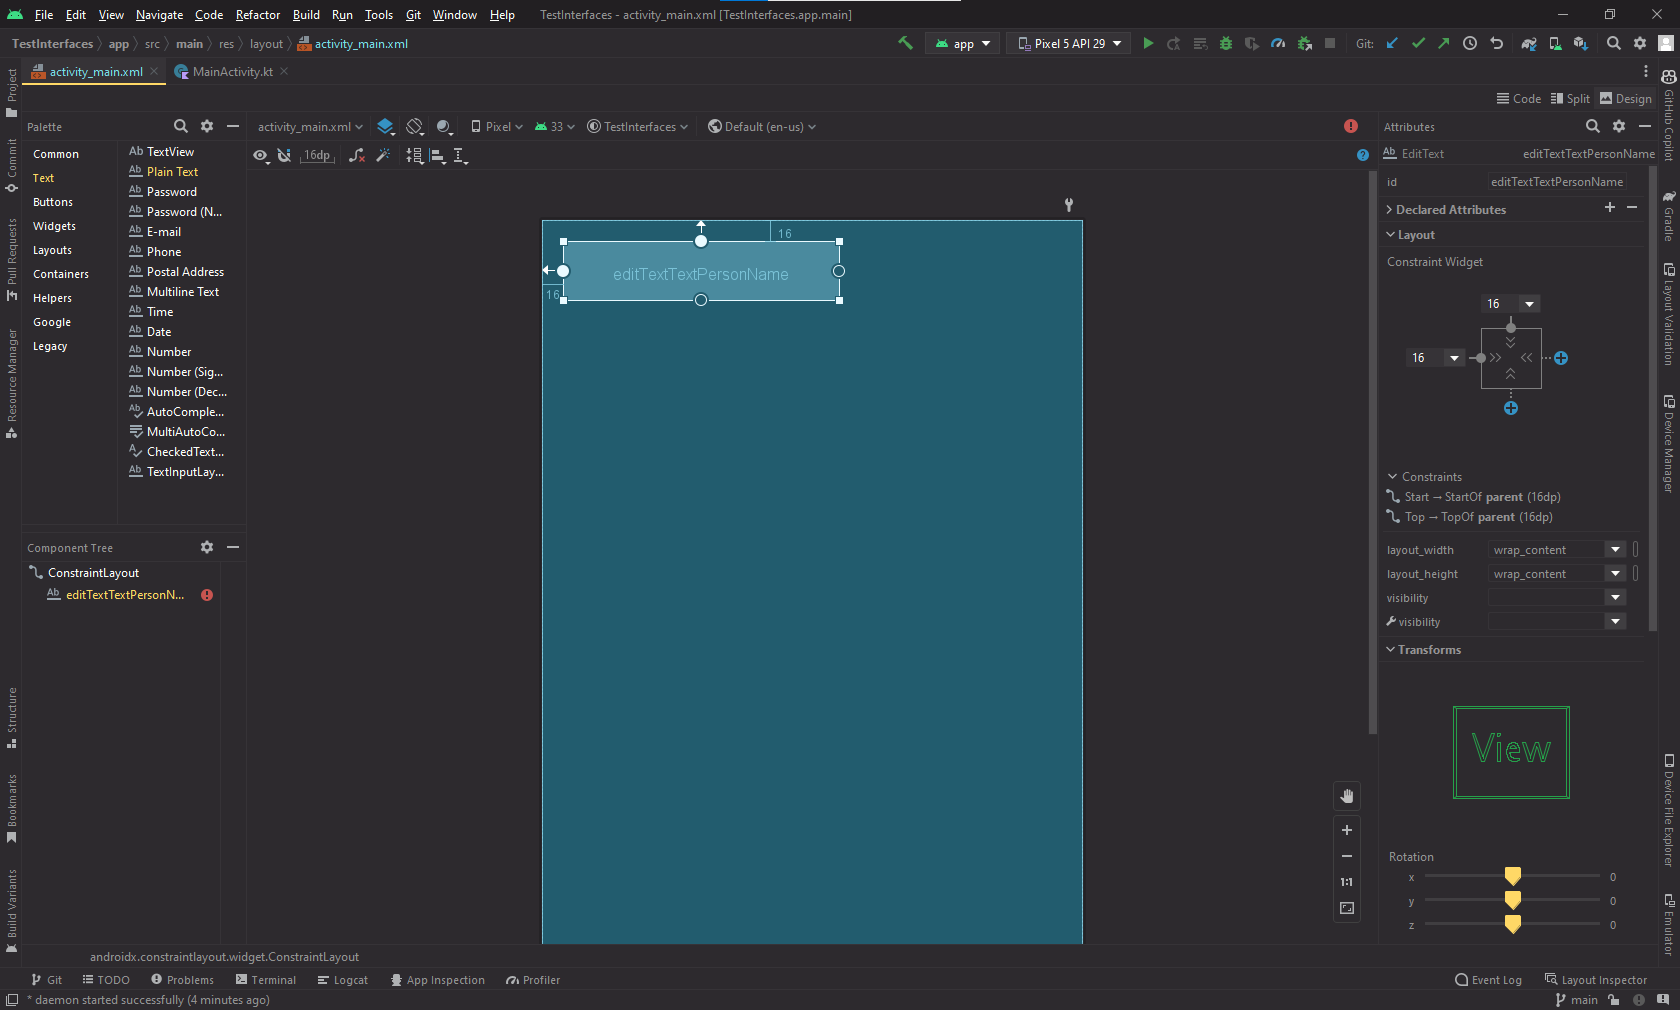 File Edit View Navigate Code Refactor Build Run Tools Git Window Help TestInterfaces - activity_main.xml [TestInterfaces.app.main]
TestInterfaces app src main res layout activity_main.xml app Pixel 5 API 29 Git:
activity_main.xml MainActivity.kt
Code Split Design
Palette
activity_main.xml Pixel 33 TestInterfaces Default (en-us)
16dp
Common
Text
Buttons
Widgets
Layouts
Containers
Helpers
Google
Legacy
Ab TextView
Ab Plain Text
Ab Password
Ab Password (N...
Ab E-mail
Ab Phone
Ab Postal Address
Ab Multiline Text
Ab Time
Ab Date
Ab Number
Ab Number (Sig...
Ab Number (Dec...
Ab AutoComple...
MultiAutoCo...
A CheckedText...
Ab TextInputLay...
Component Tree
ConstraintLayout
Ab editTextTextPersonN...
16
editTextTextPersonName
16
1:1
Attributes
Ab EditText editTextTextPersonName
id editTextTextPersonName
Declared Attributes
Layout
Constraint Widget
16
16
Constraints
Start → StartOf parent (16dp)
Top → TopOf parent (16dp)
layout_width wrap_content
layout_height wrap_content
visibility
visibility
Transforms
View
Rotation
x 0
y 0
z 0
Project
Commit
Pull Requests
Resource Manager
Structure
Bookmarks
Build Variants
GitHub Copilot
Gradle
Layout Validation
Device Manager
Device File Explorer
Emulator
androidx.constraintlayout.widget.ConstraintLayout
Git TODO Problems Terminal Logcat App Inspection Profiler Event Log Layout Inspector
* daemon started successfully (4 minutes ago) main